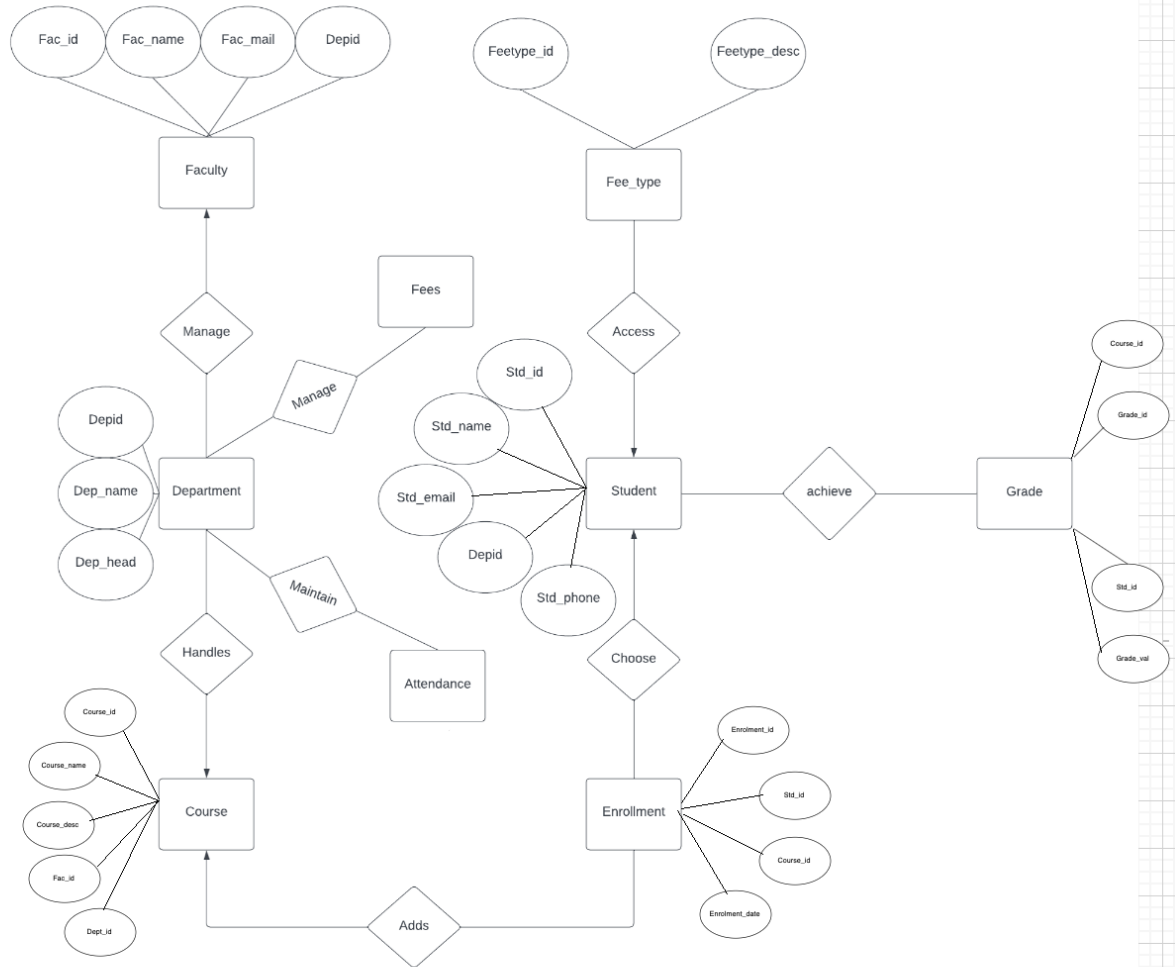 Fac_id
Fac_name
Fac_mail
Depid
Feetype_id
Feetype_desc
Faculty
Fee_type
Fees
Manage
Access
Manage
Course_id
Grade_id
Std_id
Std_name
Std_email
Depid
Std_phone
Depid
Dep_name
Dep_head
Department
Student
achieve
Grade
Std_id
Grade_val
Maintain
Handles
Choose
Attendance
Course_id
Course_name
Course_desc
Fac_id
Dept_id
Course
Enrollment
Enrolment_id
Std_id
Course_id
Enrolment_date
Adds